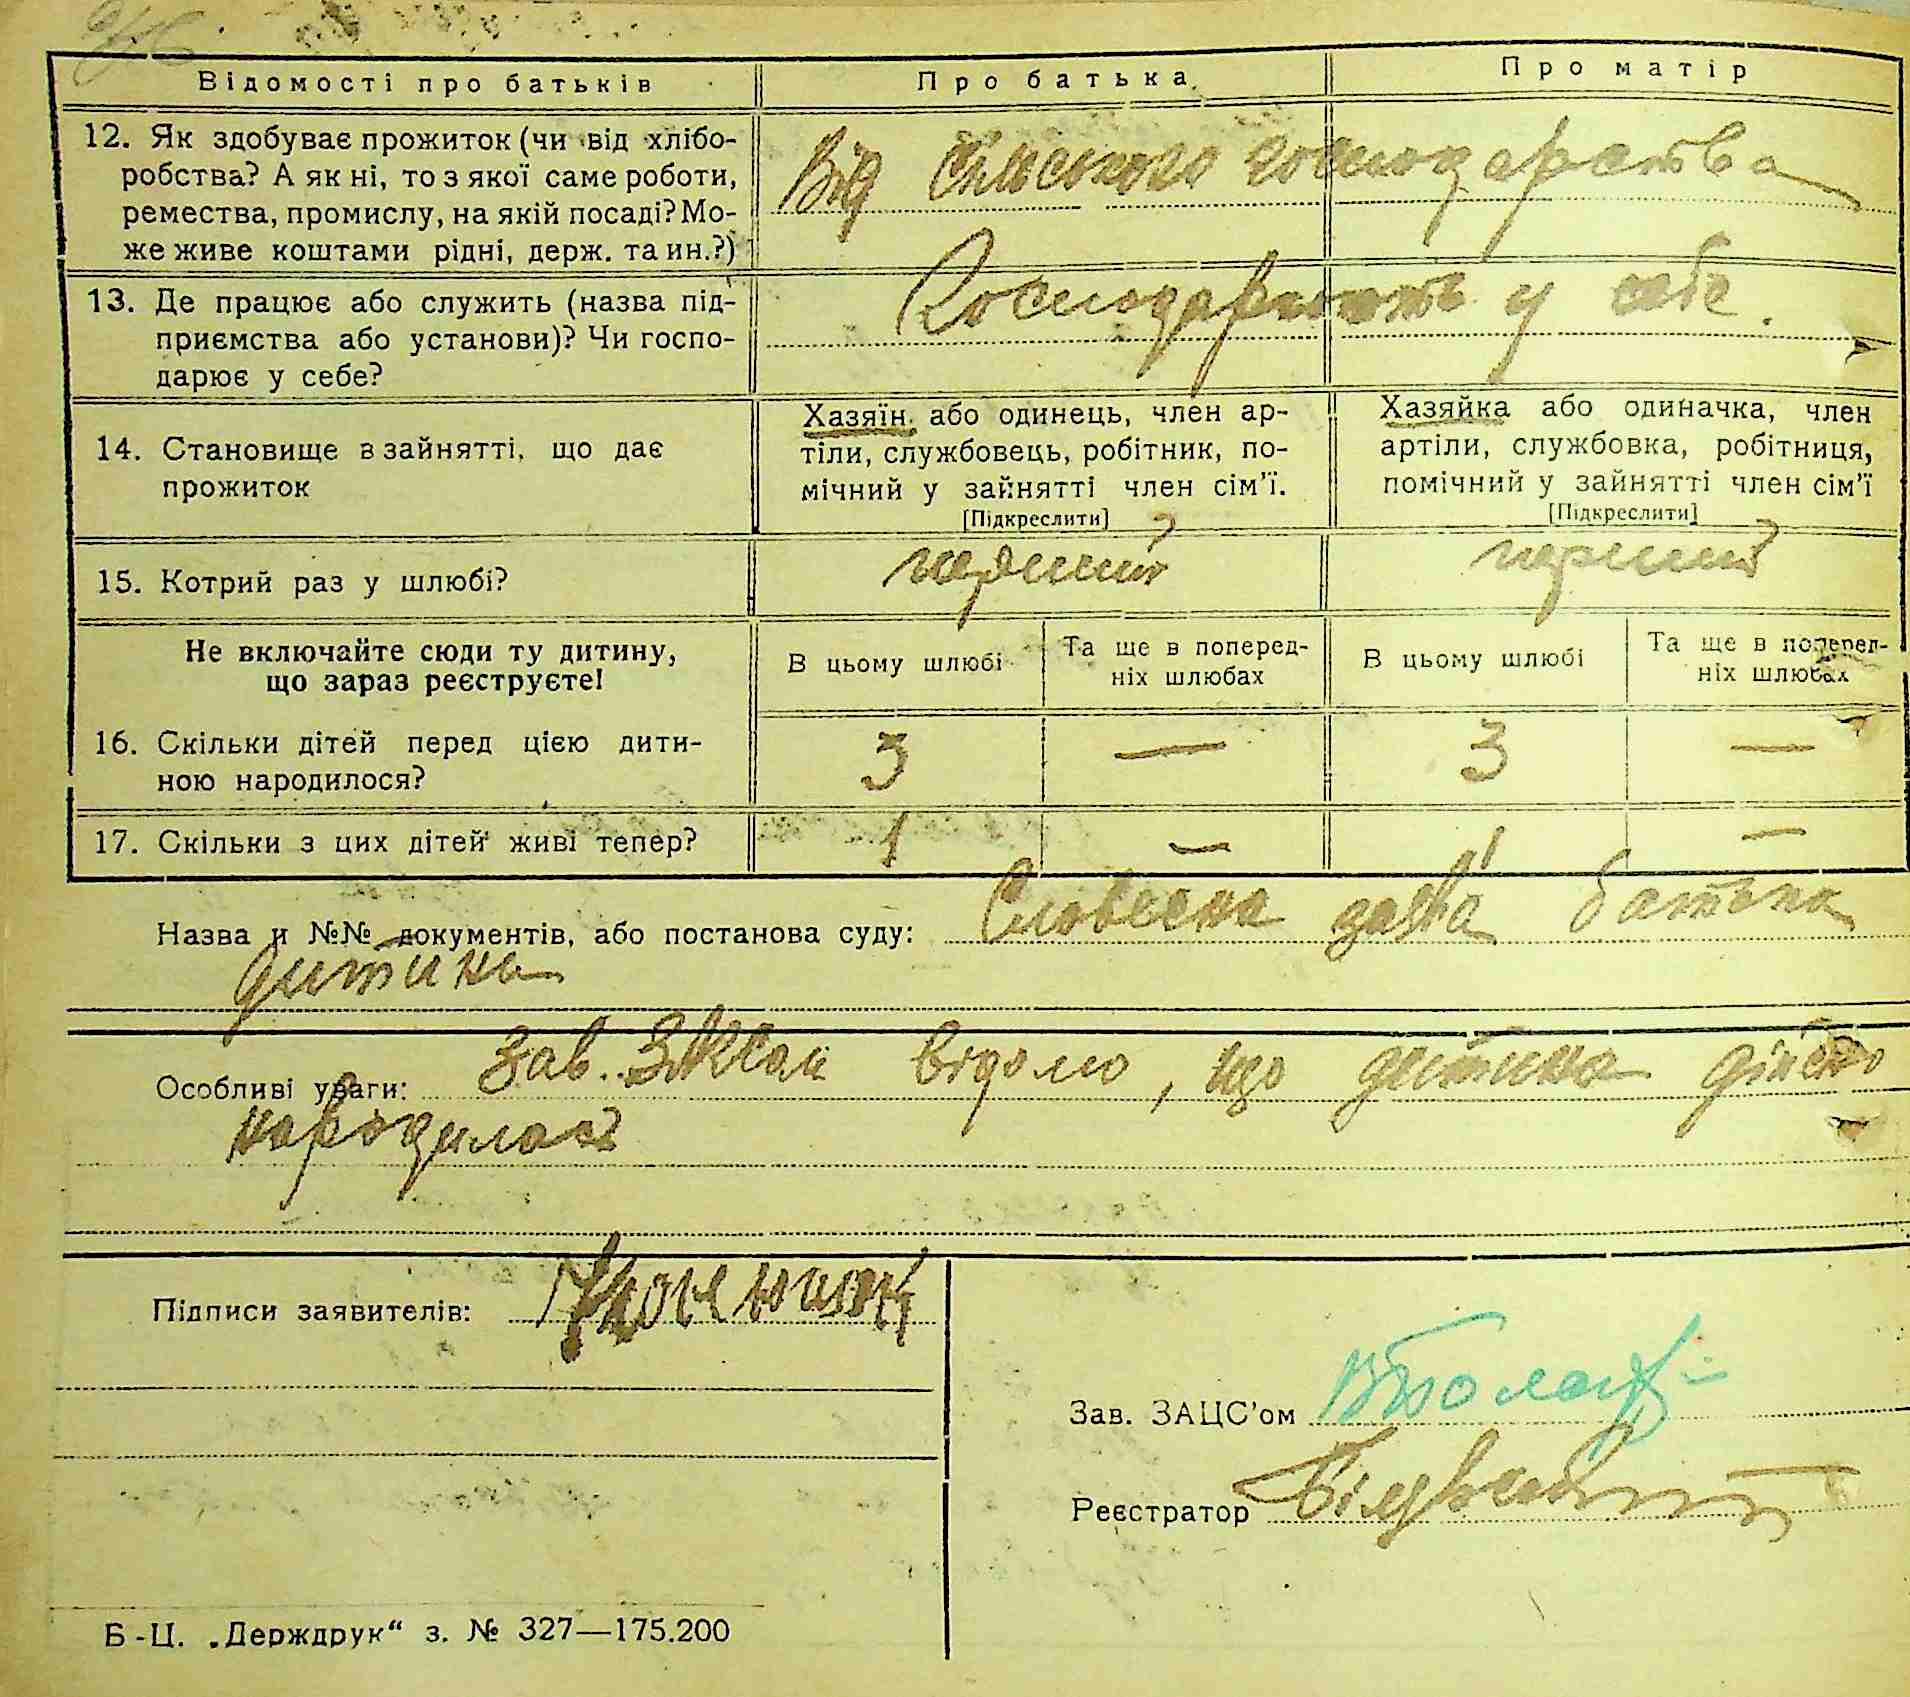 Відомості про батьків
Про батька
Про матір
12. Як здобуває прожиток (чи від хлібо-
робства? А як ні, то з якої саме роботи,
ремества, промислу, на якій посаді? Мо-
же живе коштами рідні, держ. та ин.?)
Від сільського господарства
13. Де працює або служить (назва під-
приємства або установи)? Чи госпо-
дарює у себе?
Господарюють у себе.
14. Становище в зайнятті, що дає
прожиток
Хазяїн або одинець, член ар-
тіли, службовець, робітник, по-
мічний у зайнятті член сім'ї.
[Підкреслити]
Хазяйка або одиначка, член
артіли, службовка, робітниця,
помічний у зайнятті член сім'ї
[Підкреслити]
15. Котрий раз у шлюбі?
перший
перший
Не включайте сюди ту дитину,
що зараз реєструєте!
В цьому шлюбі
Та ще в поперед-
ніх шлюбах
В цьому шлюбі
Та ще в поперед-
ніх шлюбах
16. Скільки дітей перед цією дити-
ною народилося?
3 — 3 —
17. Скільки з цих дітей живі тепер?
1 — 1 —
Назва и №№ документів, або постанова суду: Словесна заява батька
дитини
Особливі уваги: Зав. відомо, що дитина дійсно
народилась
Підписи заявителів:
Зав. ЗАЦС'ом
Реєстратор
Б-Ц. „Держдрук“ з. № 327—175.200